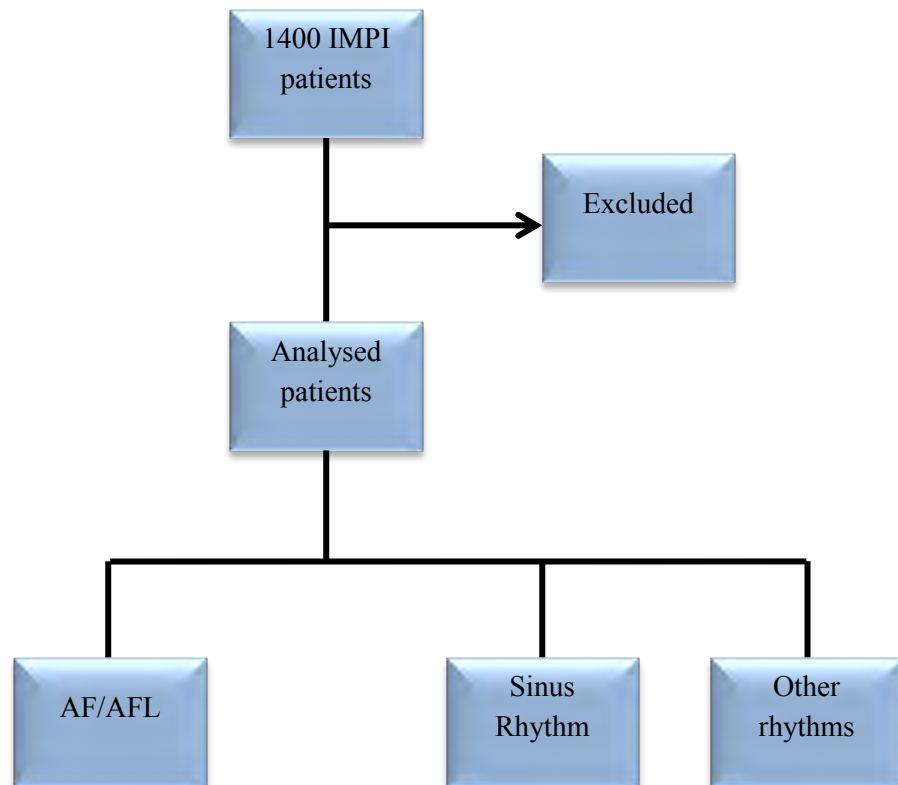 1400 IMPI
patients
Excluded
Analysed
patients
AF/AFL
Sinus
Rhythm
Other
rhythms